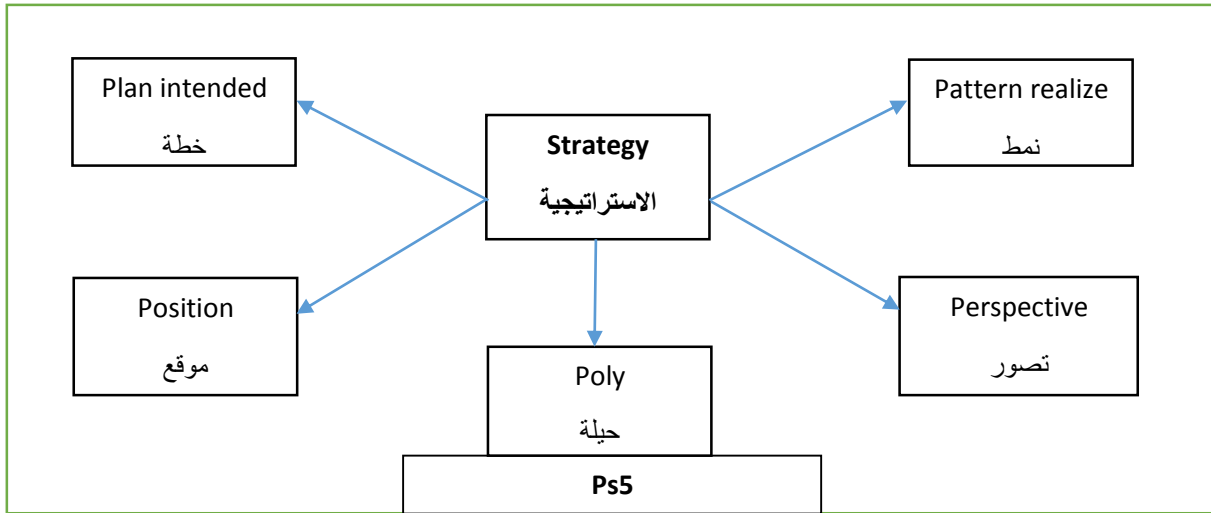 Plan intended
خطة
Strategy
الاستراتيجية
Pattern realize
نمط
Position
موقع
Poly
حيلة
Perspective
تصور
Ps5